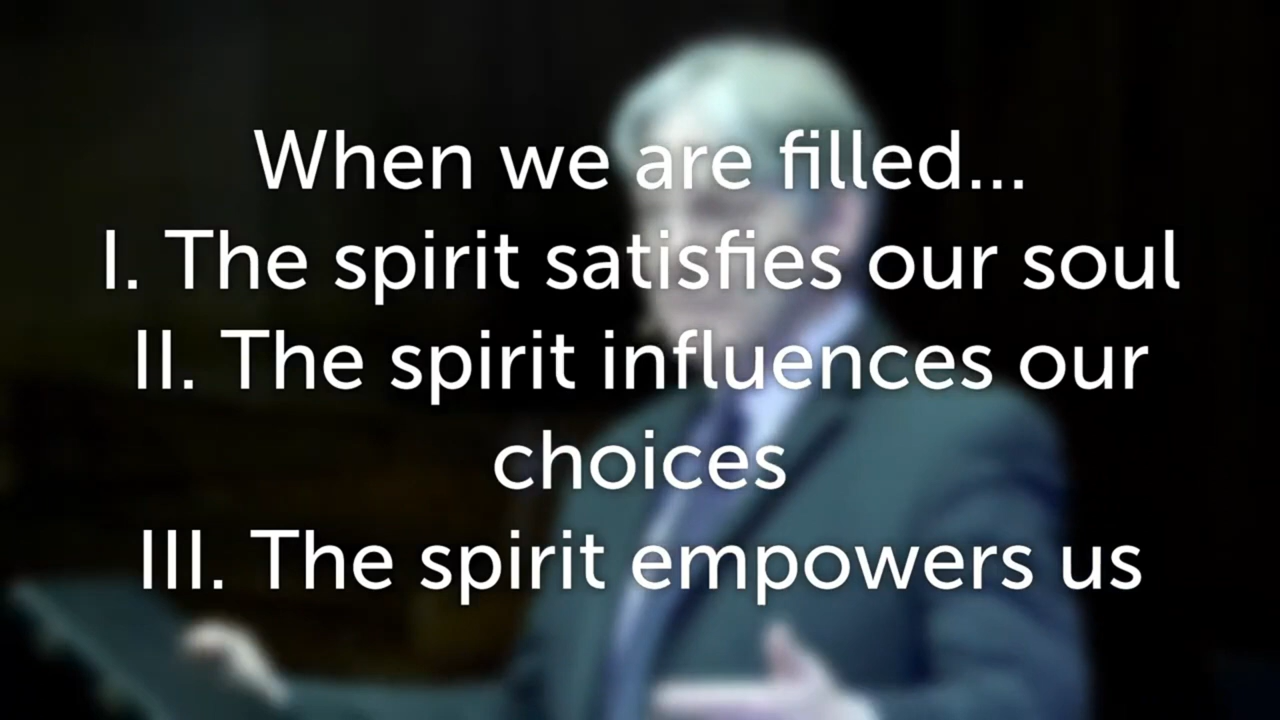 When we are filled...
I. The spirit satisfies our soul
II. The spirit influences our
choices
III. The spirit empowers us